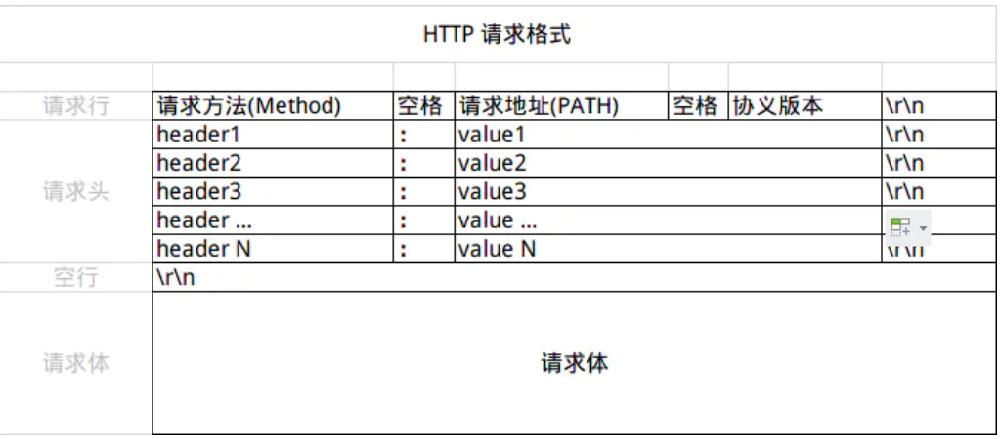 HTTP 请求格式
请求行 请求方法(Method) 空格 请求地址(PATH) 空格 协议版本 \r\n
header1 : value1 \r\n
header2 : value2 \r\n
请求头 header3 : value3 \r\n
header ... : value ...
header N : value N \r\n
空行 \r\n
请求体 请求体